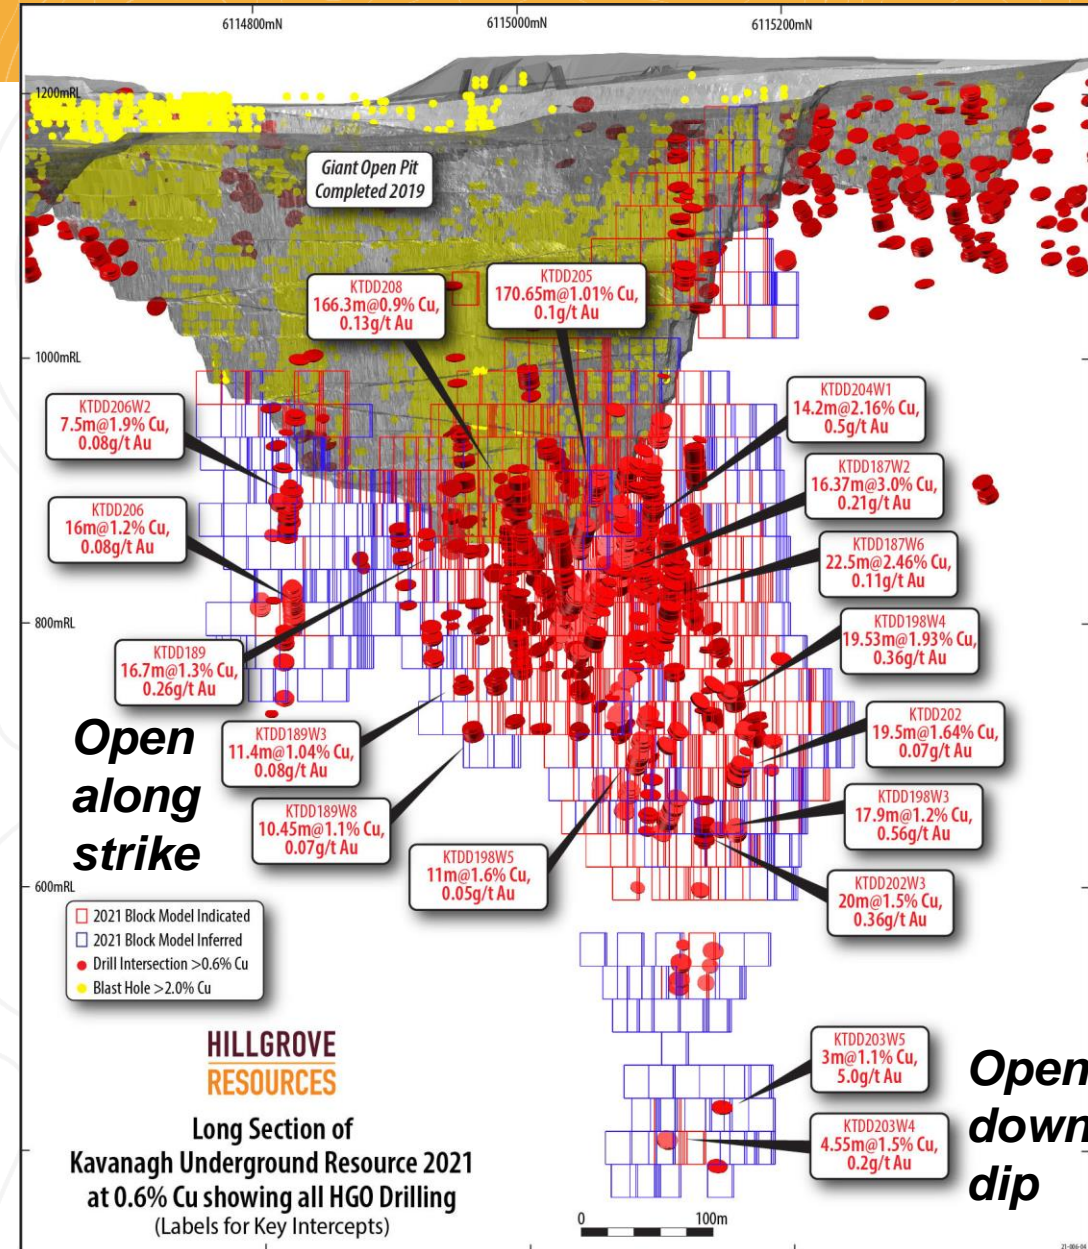 6114800mN
6115000mN
6115200mN
1200mRL
Giant Open Pit
Completed 2019
KTDD208
166.3m@0.9% Cu,
0.13g/t Au
KTDD205
170.65m@1.01% Cu,
0.1g/t Au
1000mRL
KTDD206W2
7.5m@1.9% Cu,
0.08g/t Au
KTDD204W1
14.2m@2.16% Cu,
0.5g/t Au
KTDD187W2
16.37m@3.0% Cu,
0.21g/t Au
KTDD206
16m@1.2% Cu,
0.08g/t Au
KTDD187W6
22.5m@2.46% Cu,
0.11g/t Au
800mRL
KTDD198W4
19.53m@1.93% Cu,
0.36g/t Au
KTDD189
16.7m@1.3% Cu,
0.26g/t Au
KTDD202
19.5m@1.64% Cu,
0.07g/t Au
Open
along
strike
KTDD189W3
11.4m@1.04% Cu,
0.08g/t Au
KTDD189W8
10.45m@1.1% Cu,
0.07g/t Au
KTDD198W3
17.9m@1.2% Cu,
0.56g/t Au
KTDD198W5
11m@1.6% Cu,
0.05g/t Au
KTDD202W3
20m@1.5% Cu,
0.36g/t Au
600mRL
2021 Block Model Indicated
2021 Block Model Inferred
Drill Intersection >0.6% Cu
Blast Hole >2.0% Cu
HILLGROVE
RESOURCES
Long Section of
Kavanagh Underground Resource 2021
at 0.6% Cu showing all HGO Drilling
(Labels for Key Intercepts)
KTDD203W5
3m@1.1% Cu,
5.0g/t Au
KTDD203W4
4.55m@1.5% Cu,
0.2g/t Au
Open
down
dip
0 100m